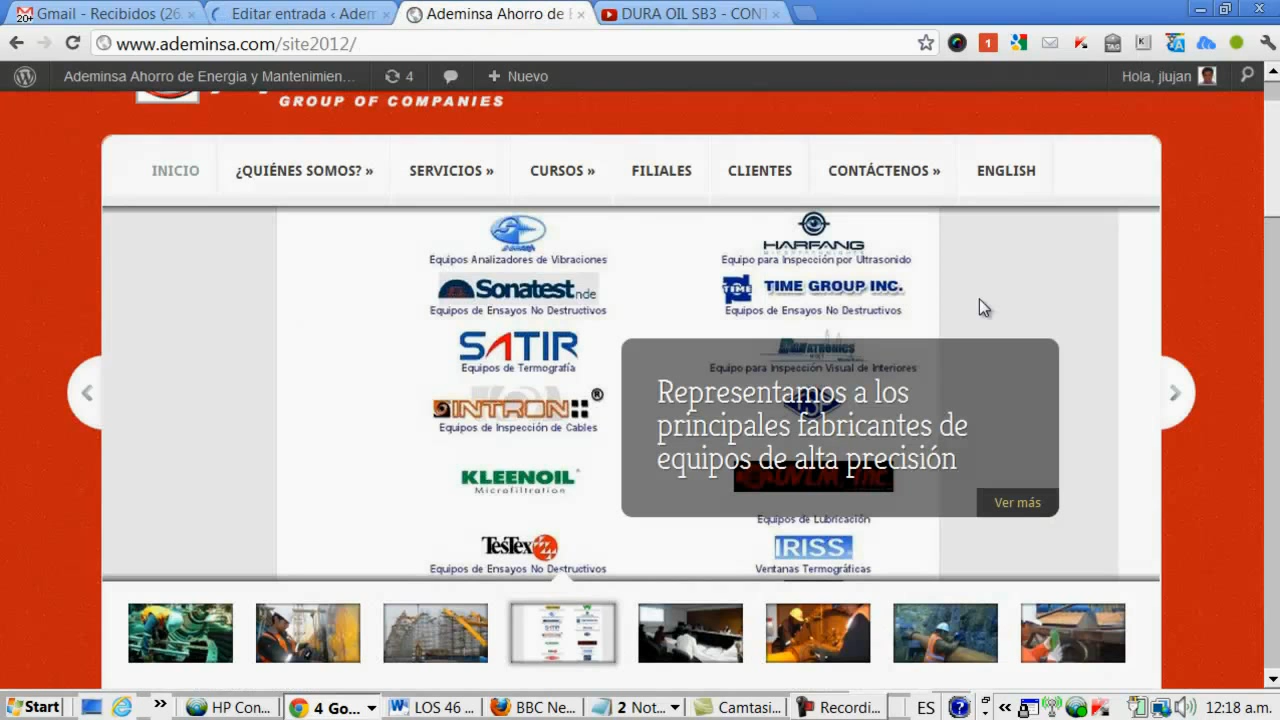 Gmail - Recibidos (26
Editar entrada ‹ Adem
Ademinsa Ahorro de E
DURA OIL SB3 - CONT
20+
www.ademinsa.com/site2012/
1
TAG
K
Ademinsa Ahorro de Energia y Mantenimien...
4
Nuevo
Hola, jlujan
GROUP OF COMPANIES
INICIO
¿QUIÉNES SOMOS? »
SERVICIOS »
CURSOS »
FILIALES
CLIENTES
CONTÁCTENOS »
ENGLISH
HARFANG
Equipos Analizadores de Vibraciones
Equipo para Inspección por Ultrasonido
Sonatest nde
TIME GROUP INC.
Equipos de Ensayos No Destructivos
Equipos de Ensayos No Destructivos
SATIR
Equipos de Termografía
Equipo para Inspección Visual de Interiores
INTRON ®
Equipos de Inspección de Cables
Representamos a los
principales fabricantes de
equipos de alta precisión
KLEENOIL
Microfiltration
Ver más
Equipos de Lubricación
TesTex
IRISS
Equipos de Ensayos No Destructivos
Ventanas Termográficas
Start
»
HP Con...
4 Go...
LOS 46 ...
BBC Ne...
2 Not...
Camtasi...
Recordi...
ES
«
12:18 a.m.